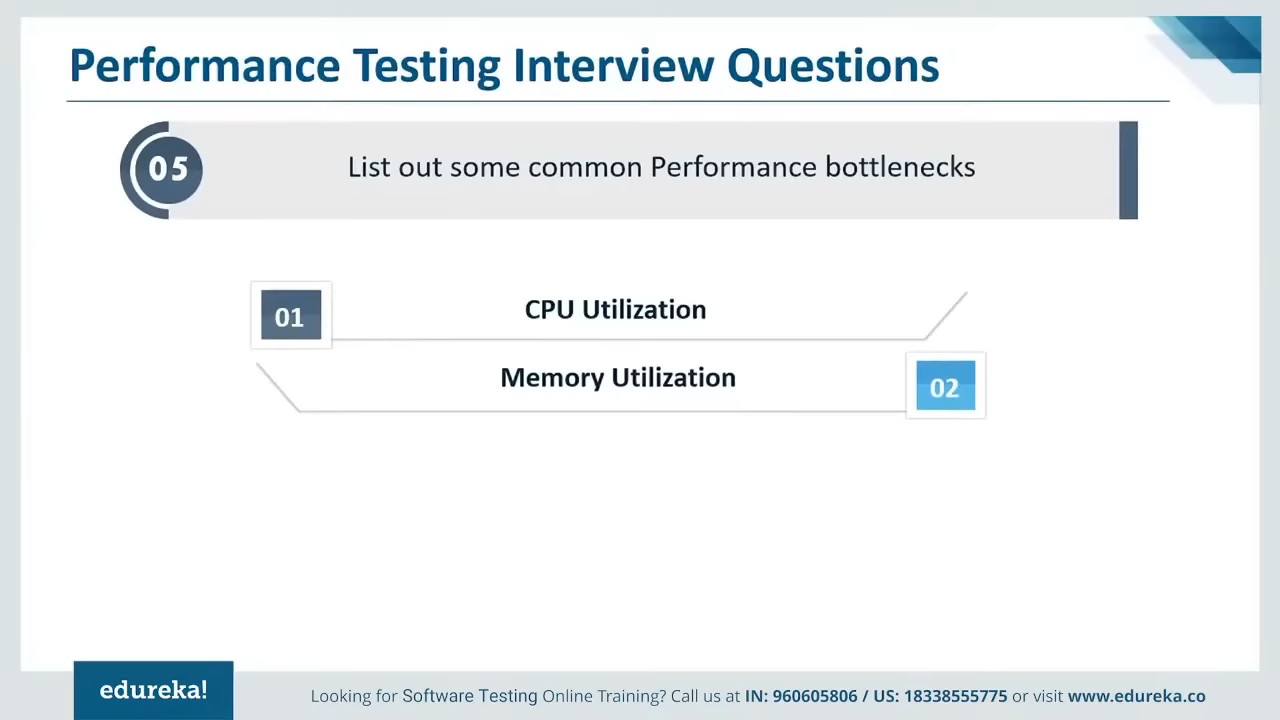 Performance Testing Interview Questions
05
List out some common Performance bottlenecks
01
CPU Utilization
Memory Utilization
02
edureka!
Looking for Software Testing Online Training? Call us at IN: 960605806 / US: 18338555775 or visit www.edureka.co